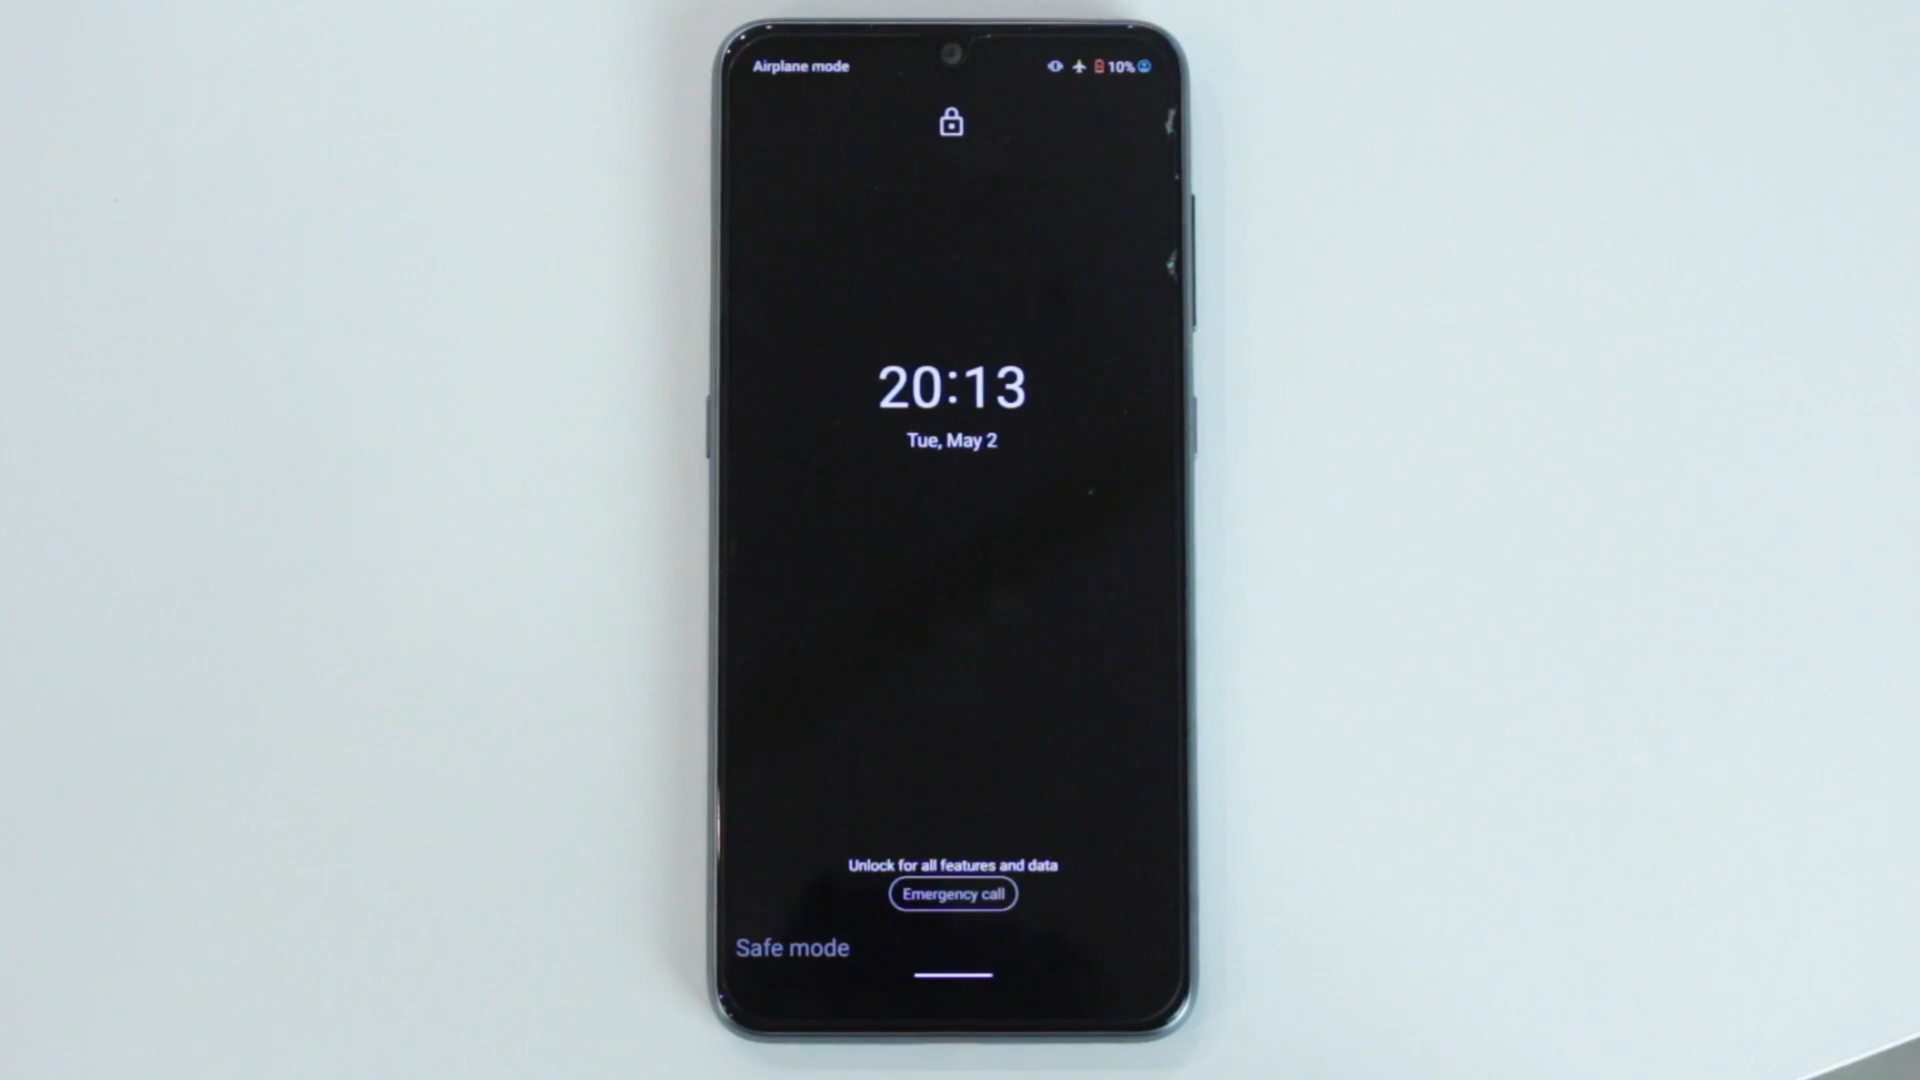 Airplane mode
10%
20:13
Tue, May 2
Unlock for all features and data
Emergency call
Safe mode